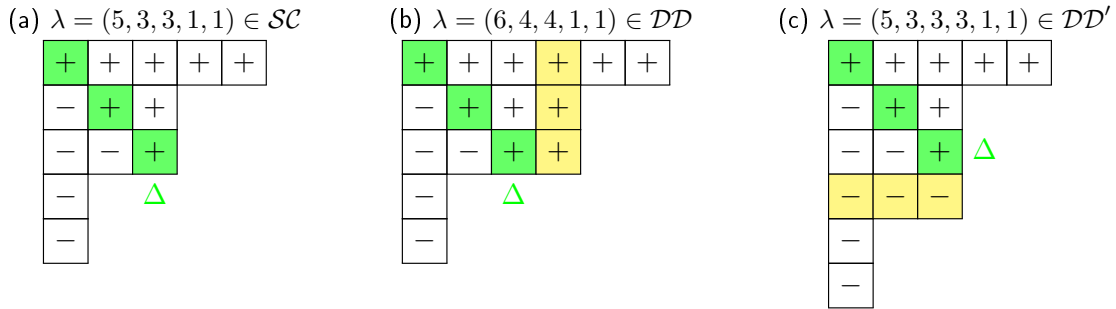 (a) λ = (5, 3, 3, 1, 1) ∈ 𝒮𝒞
+ + + + +
− + +
− − +
Δ
−
−
(b) λ = (6, 4, 4, 1, 1) ∈ 𝒟𝒟
+ + + + + +
− + + +
− − + +
Δ
−
−
(c) λ = (5, 3, 3, 3, 1, 1) ∈ 𝒟𝒟′
+ + + + +
− + +
− − + Δ
− − −
−
−